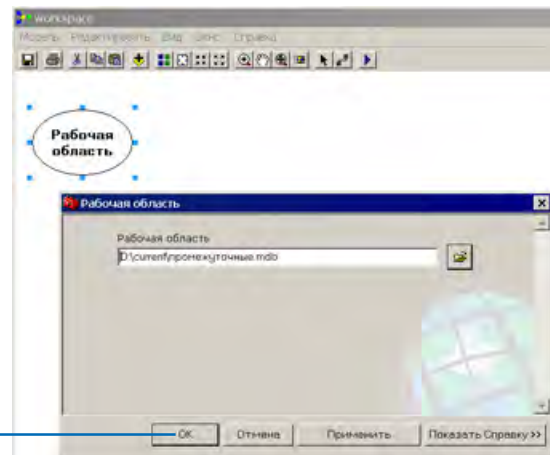 workspace
Модель Редактировать Вид Окно Справка
Рабочая
область
Рабочая область
Рабочая область
D:\current\промежуточные.mdb
OK
Отмена
Применить
Показать Справку >>